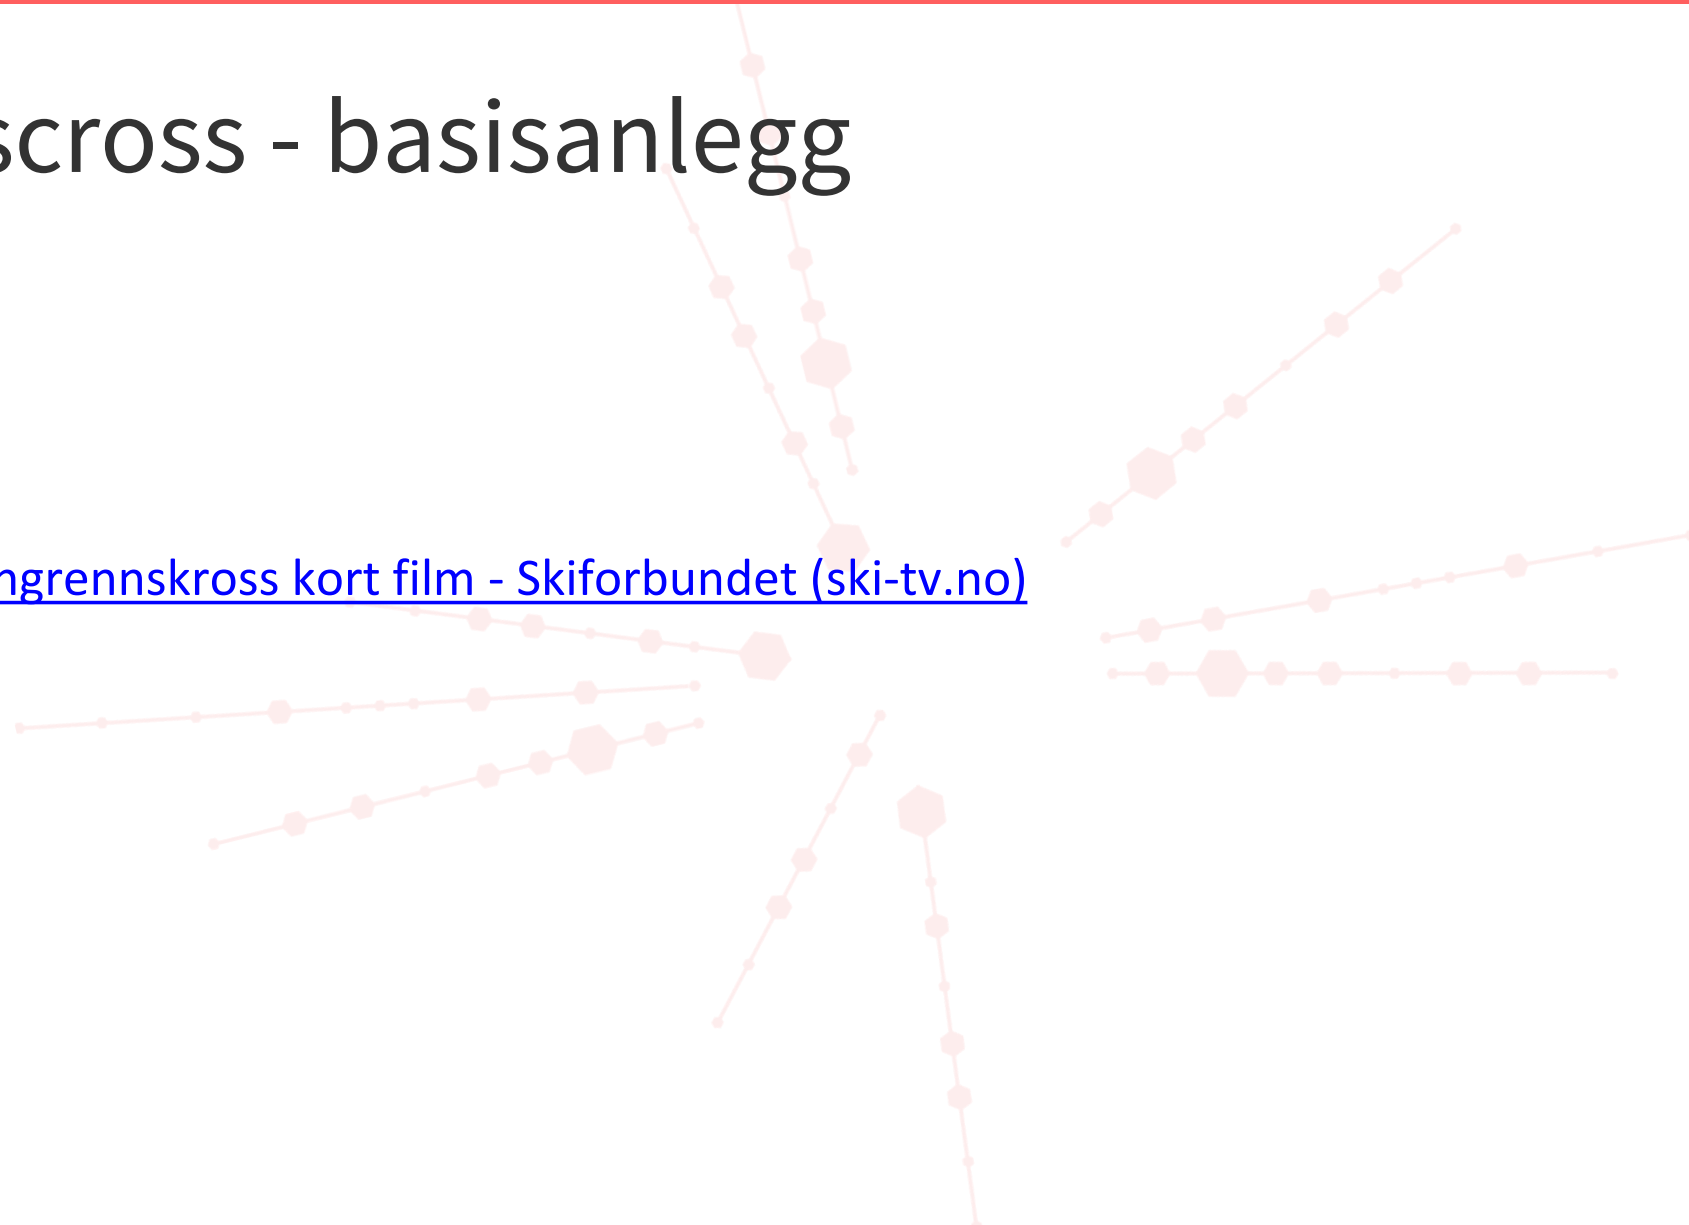 scross - basisanlegg
ngrennskross kort film - Skiforbundet (ski-tv.no)